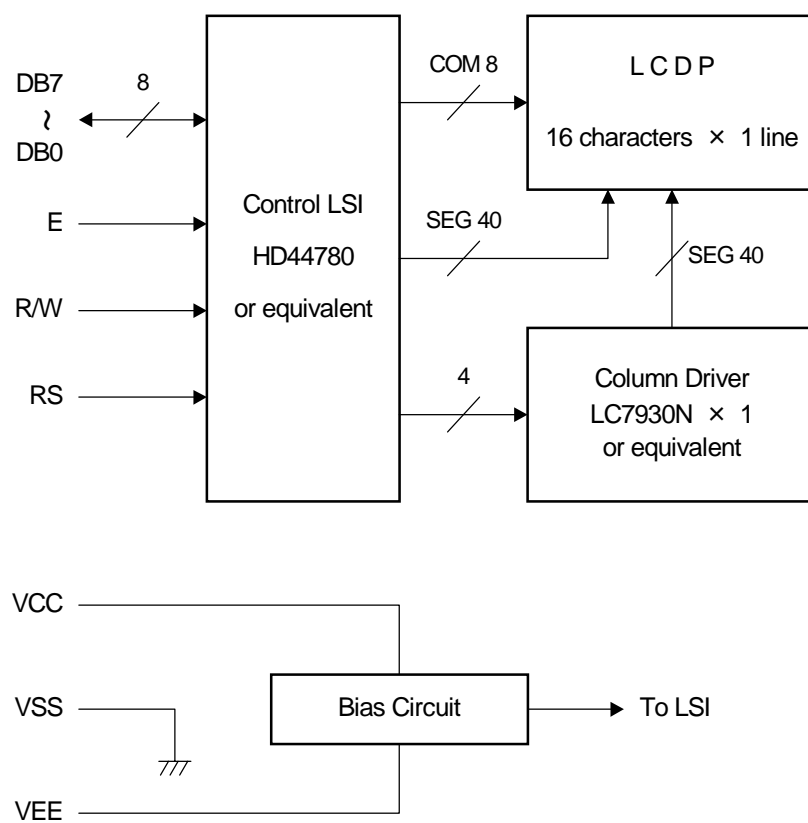 DB7
~
DB0
8
E
R/W
RS
Control LSI
HD44780
or equivalent
COM 8
SEG 40
4
L C D P
16 characters × 1 line
SEG 40
Column Driver
LC7930N × 1
or equivalent
VCC
VSS
VEE
Bias Circuit
To LSI